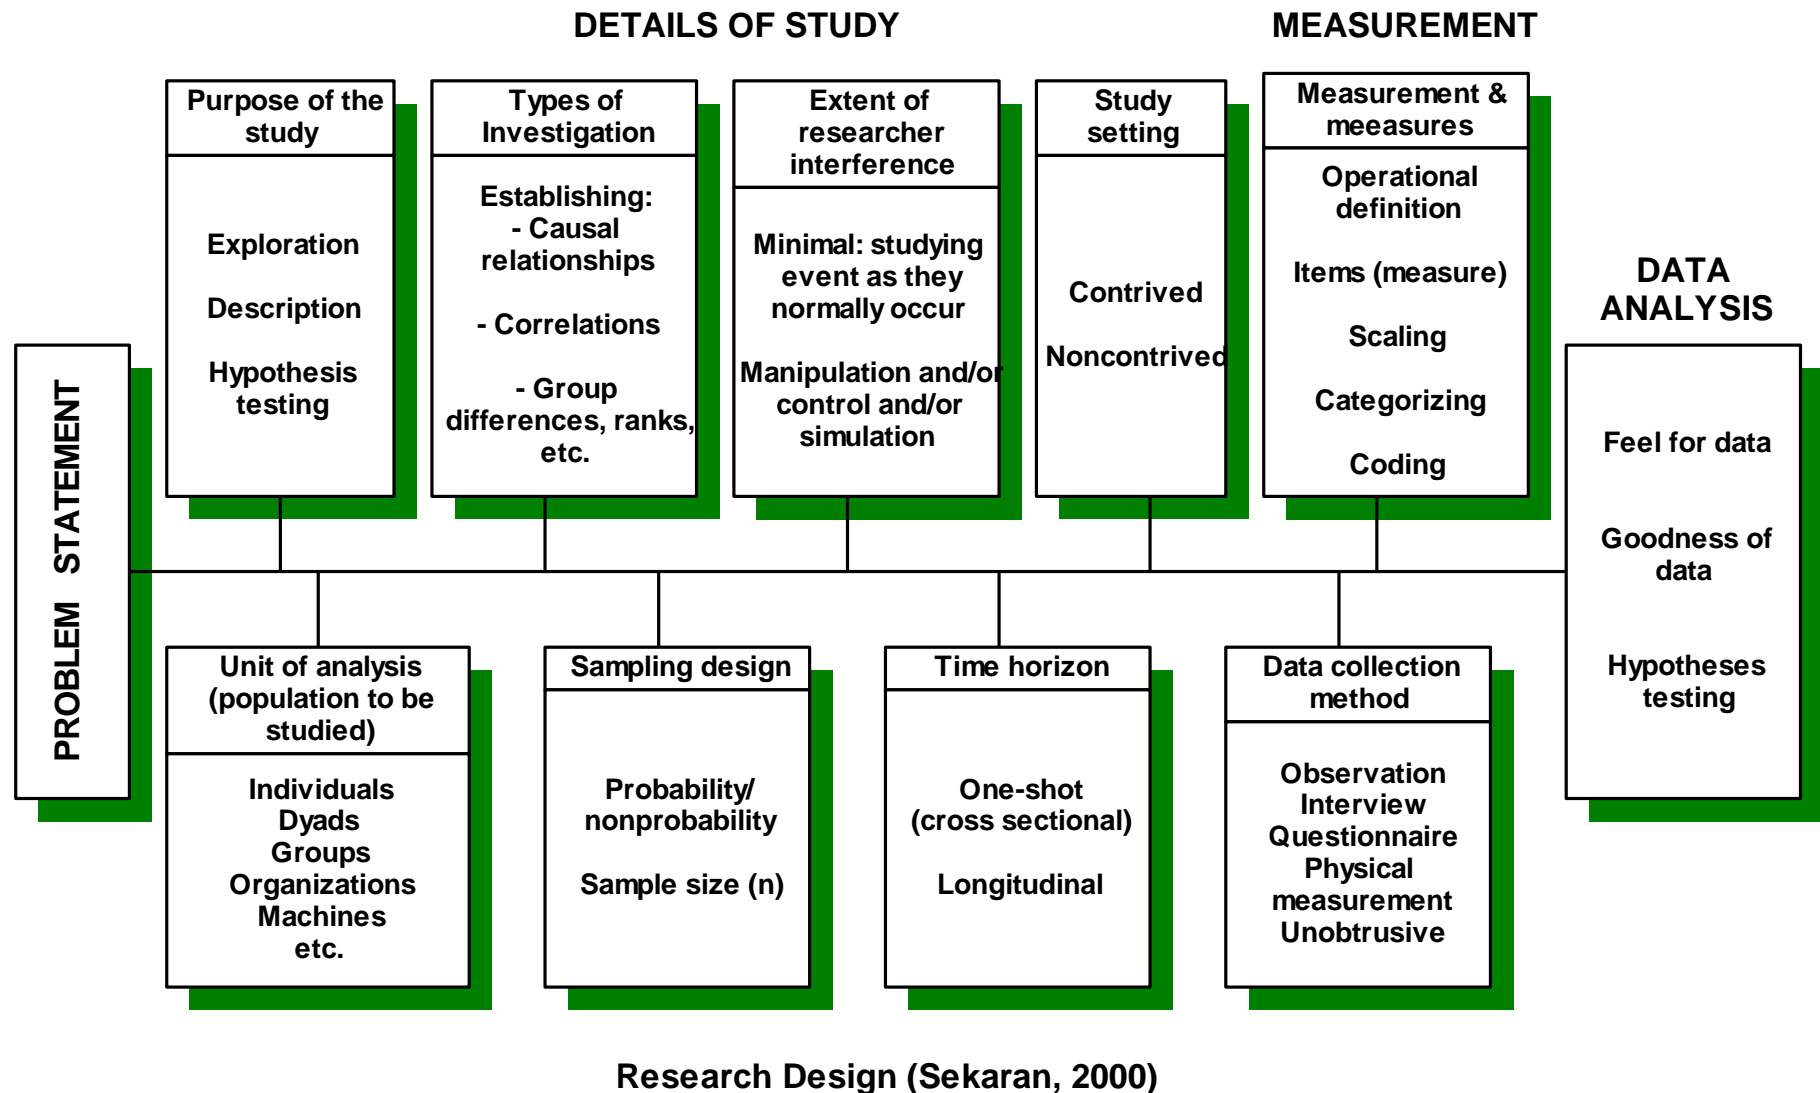 DETAILS OF STUDY
MEASUREMENT
Purpose of the
study
Exploration
Description
Hypothesis
testing
Types of
Investigation
Establishing:
- Causal
relationships
- Correlations
- Group
differences, ranks,
etc.
Extent of
researcher
interference
Minimal: studying
event as they
normally occur
Manipulation and/or
control and/or
simulation
Study
setting
Contrived
Noncontrived
Measurement &
meeasures
Operational
definition
Items (measure)
Scaling
Categorizing
Coding
DATA
ANALYSIS
Feel for data
Goodness of
data
Hypotheses
testing
PROBLEM STATEMENT
Unit of analysis
(population to be
studied)
Individuals
Dyads
Groups
Organizations
Machines
etc.
Sampling design
Probability/
nonprobability
Sample size (n)
Time horizon
One-shot
(cross sectional)
Longitudinal
Data collection
method
Observation
Interview
Questionnaire
Physical
measurement
Unobtrusive
Research Design (Sekaran, 2000)